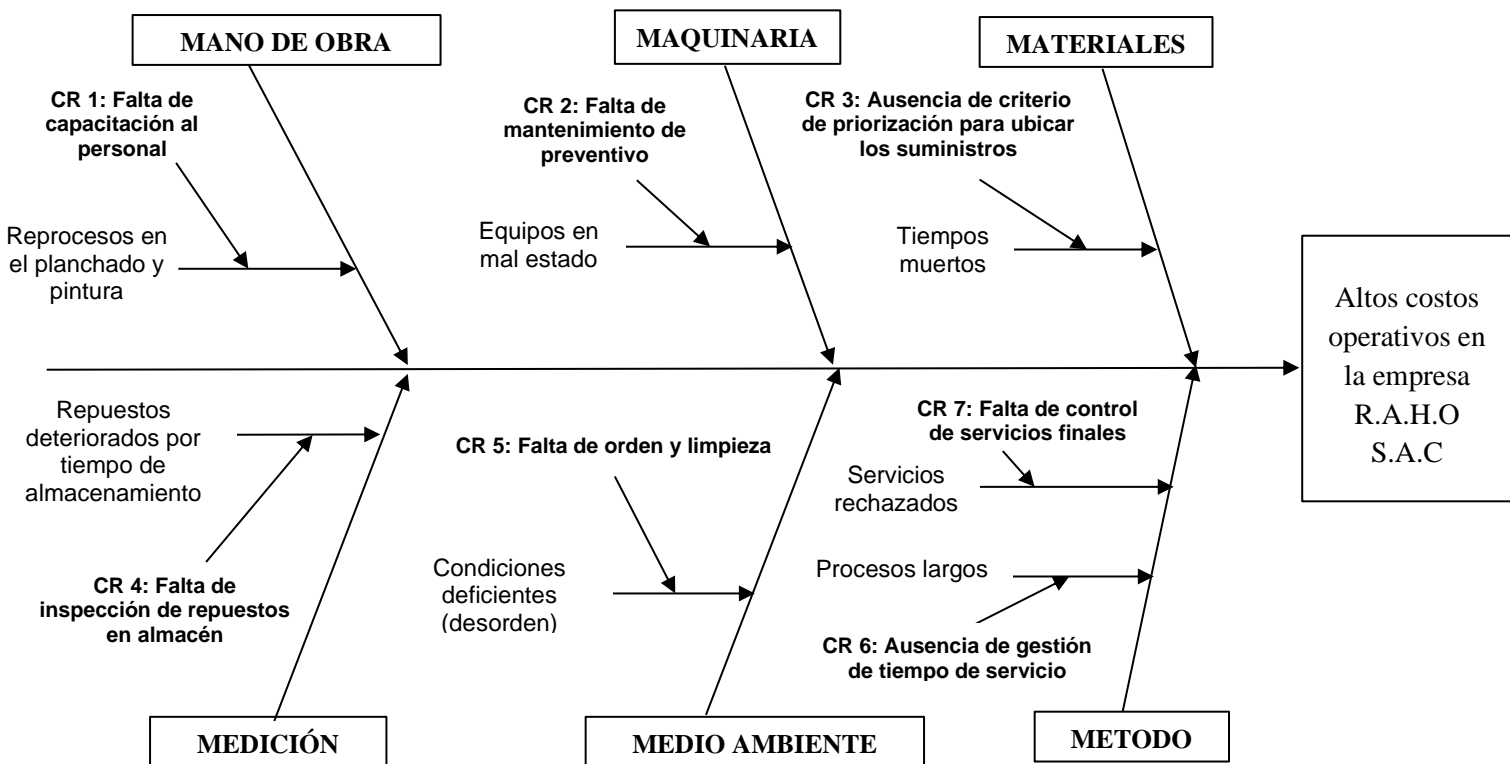 MANO DE OBRA
MAQUINARIA
MATERIALES
CR 1: Falta de
capacitación al
personal
CR 2: Falta de
mantenimiento de
preventivo
CR 3: Ausencia de criterio
de priorización para ubicar
los suministros
Reprocesos en
el planchado y
pintura
Equipos en
mal estado
Tiempos
muertos
Altos costos
operativos en
la empresa
R.A.H.O
S.A.C
Repuestos
deteriorados por
tiempo de
almacenamiento
CR 5: Falta de orden y limpieza
CR 7: Falta de control
de servicios finales
Servicios
rechazados
CR 4: Falta de
inspección de repuestos
en almacén
Condiciones
deficientes
(desorden)
Procesos largos
CR 6: Ausencia de gestión
de tiempo de servicio
MEDICIÓN
MEDIO AMBIENTE
METODO